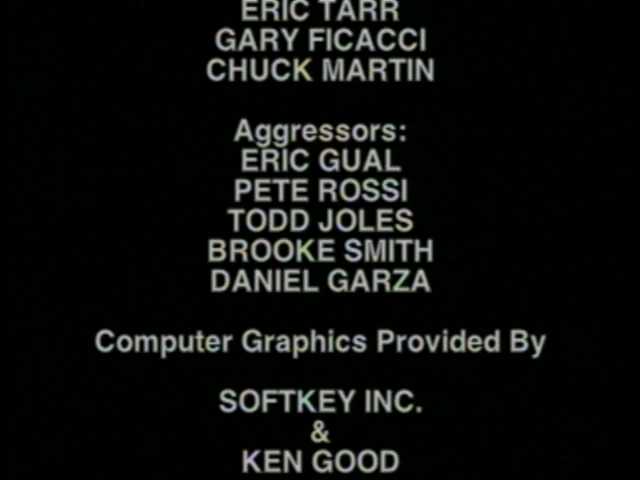 ERIC TARR
GARY FICACCI
CHUCK MARTIN
Aggressors:
ERIC GUAL
PETE ROSSI
TODD JOLES
BROOKE SMITH
DANIEL GARZA
Computer Graphics Provided By
SOFTKEY INC.
&
KEN GOOD